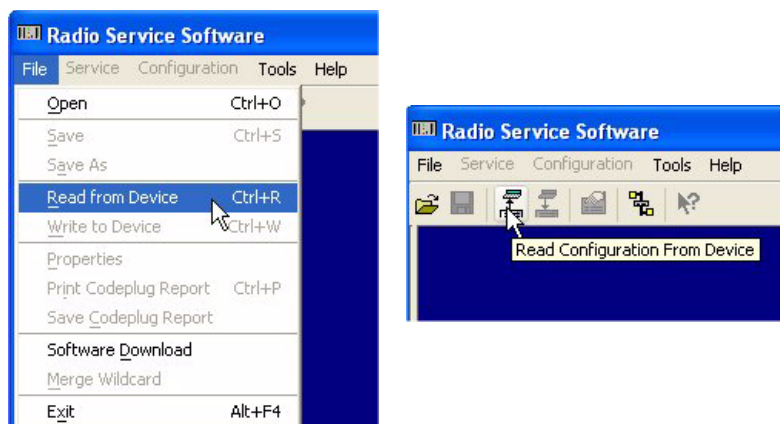 Radio Service Software
File Service Configuration Tools Help
Open Ctrl+O
Save Ctrl+S
Save As
Read from Device Ctrl+R
Write to Device Ctrl+W
Properties
Print Codeplug Report Ctrl+P
Save Codeplug Report
Software Download
Merge Wildcard
Exit Alt+F4
Radio Service Software
File Service Configuration Tools Help
Read Configuration From Device